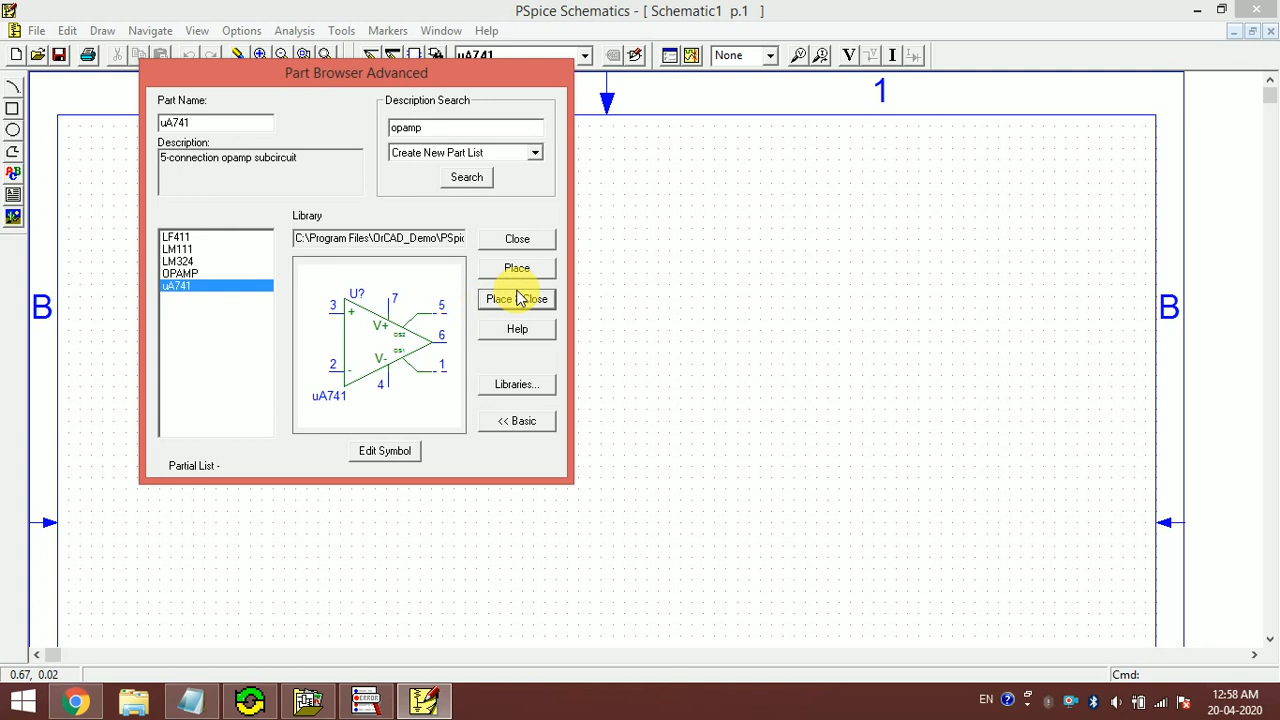 PSpice Schematics - [ Schematic1 p.1 ]
File Edit Draw Navigate View Options Analysis Tools Markers Window Help
uA741
None
Part Browser Advanced
Part Name:
uA741
Description:
5-connection opamp subcircuit
Description Search
opamp
Create New Part List
Search
LF411
LM111
LM324
OPAMP
uA741
Library
C:\Program Files\OrCAD_Demo\PSpic
U?
3
7
5
+
V+
os2
6
os1
2
V-
-
1
4
uA741
Close
Place
Place Close
Help
Libraries...
<< Basic
Edit Symbol
Partial List -
1
B
B
0.67, 0.02
Cmd:
EN
12:58 AM
20-04-2020